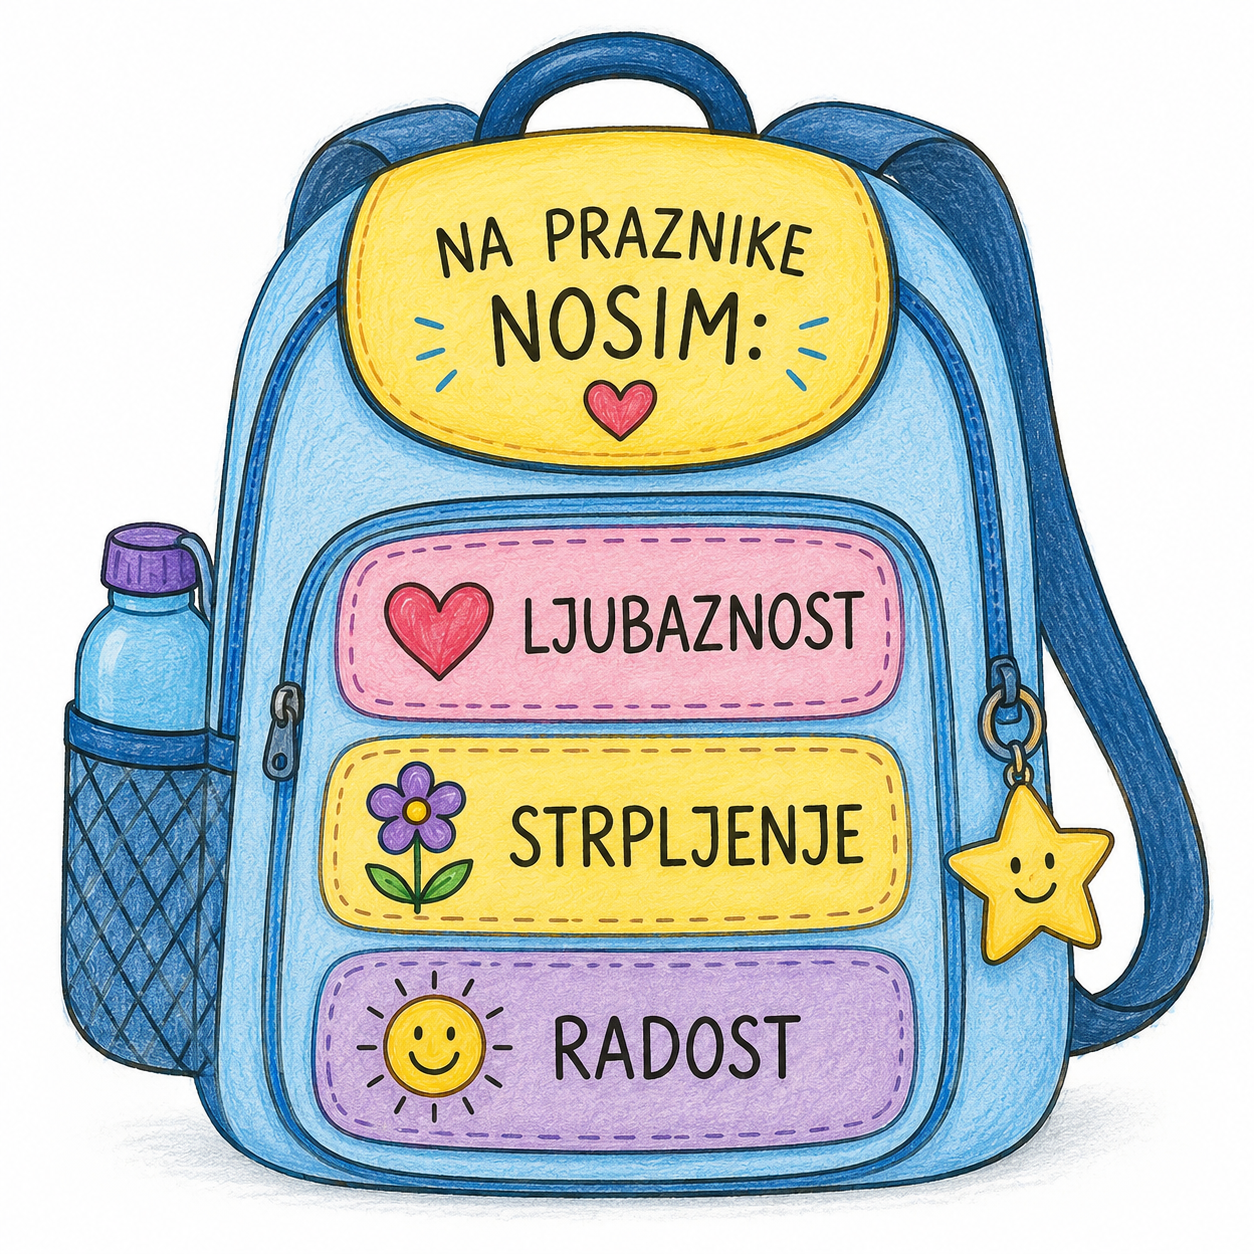 NA PRAZNIKE
NOSIM:
LJUBAZNOST
STRPLJENJE
RADOST